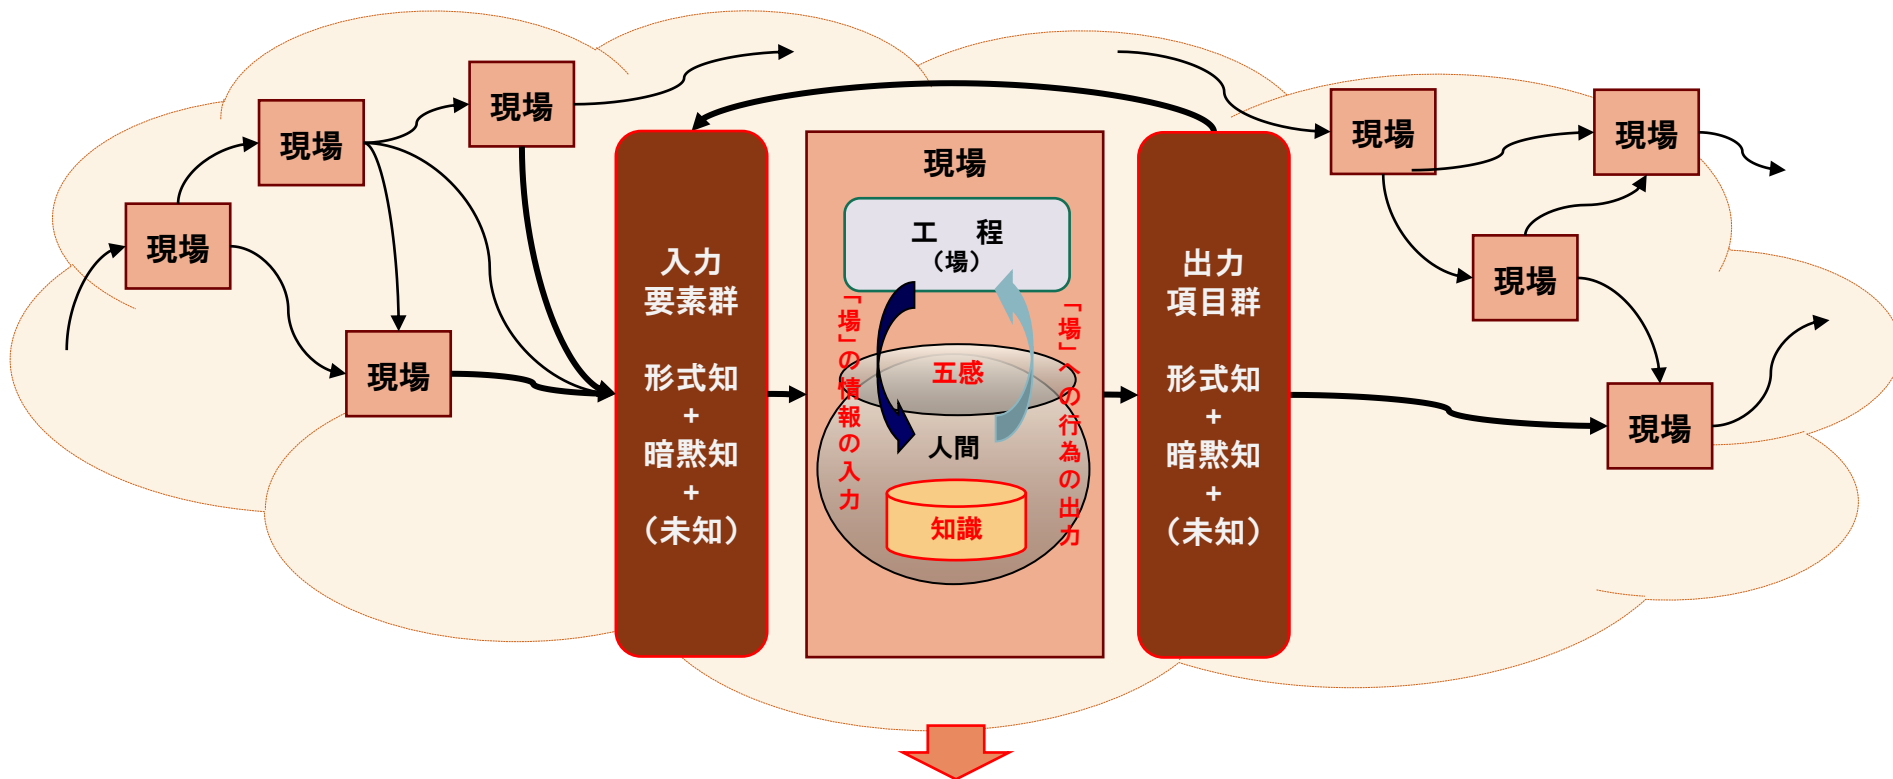 現場
現場
現場
現場
入力
要素群
形式知
+
暗黙知
+
（未知）
現場
工　程
（場）
「場」の情報の入力
「場」への行為の出力
五感
人間
知識
出力
項目群
形式知
+
暗黙知
+
（未知）
現場
現場
現場
現場